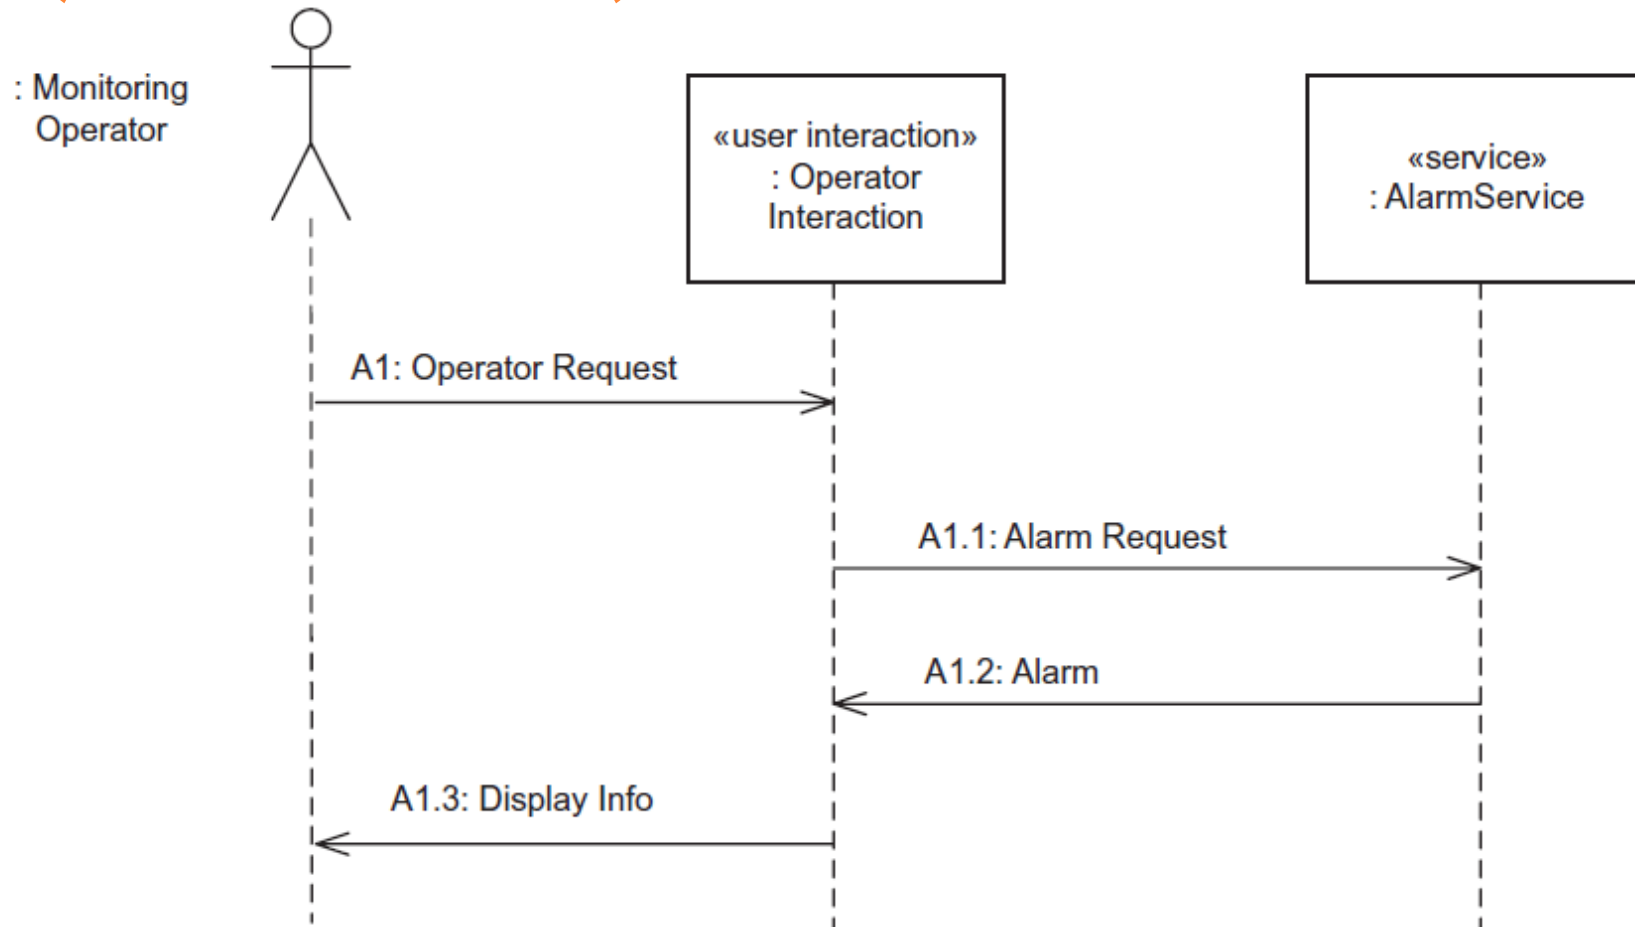 : Monitoring
Operator
«user interaction»
: Operator
Interaction
«service»
: AlarmService
A1: Operator Request
A1.1: Alarm Request
A1.2: Alarm
A1.3: Display Info